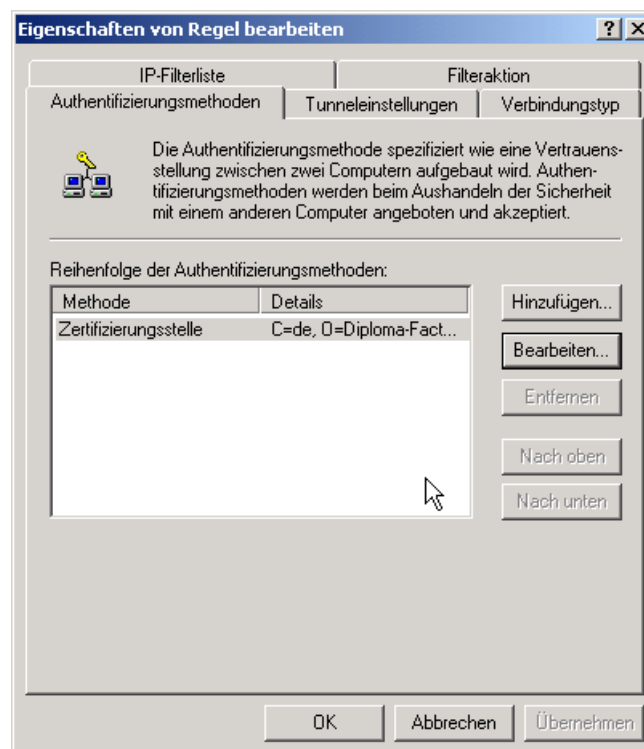 Eigenschaften von Regel bearbeiten
IP-Filterliste
Filteraktion
Authentifizierungsmethoden
Tunneleinstellungen
Verbindungstyp
Die Authentifizierungsmethode spezifiziert wie eine Vertrauens-
stellung zwischen zwei Computern aufgebaut wird. Authen-
tifizierungsmethoden werden beim Aushandeln der Sicherheit
mit einem anderen Computer angeboten und akzeptiert.
Reihenfolge der Authentifizierungsmethoden:
Methode
Details
Zertifizierungsstelle
C=de, O=Diploma-Fact...
Hinzufügen...
Bearbeiten...
Entfernen
Nach oben
Nach unten
OK
Abbrechen
Übernehmen